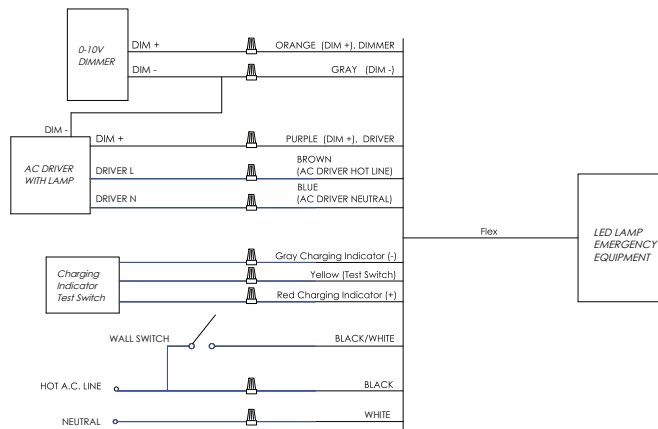 0-10V
DIMMER
DIM +
ORANGE (DIM +), DIMMER
DIM -
GRAY (DIM -)
DIM -
DIM +
PURPLE (DIM +), DRIVER
AC DRIVER
WITH LAMP
DRIVER L
BROWN
(AC DRIVER HOT LINE)
DRIVER N
BLUE
(AC DRIVER NEUTRAL)
Flex
LED LAMP
EMERGENCY
EQUIPMENT
Charging
Indicator
Test Switch
Gray Charging Indicator (-)
Yellow (Test Switch)
Red Charging Indicator (+)
WALL SWITCH
BLACK/WHITE
HOT A.C. LINE
BLACK
NEUTRAL
WHITE